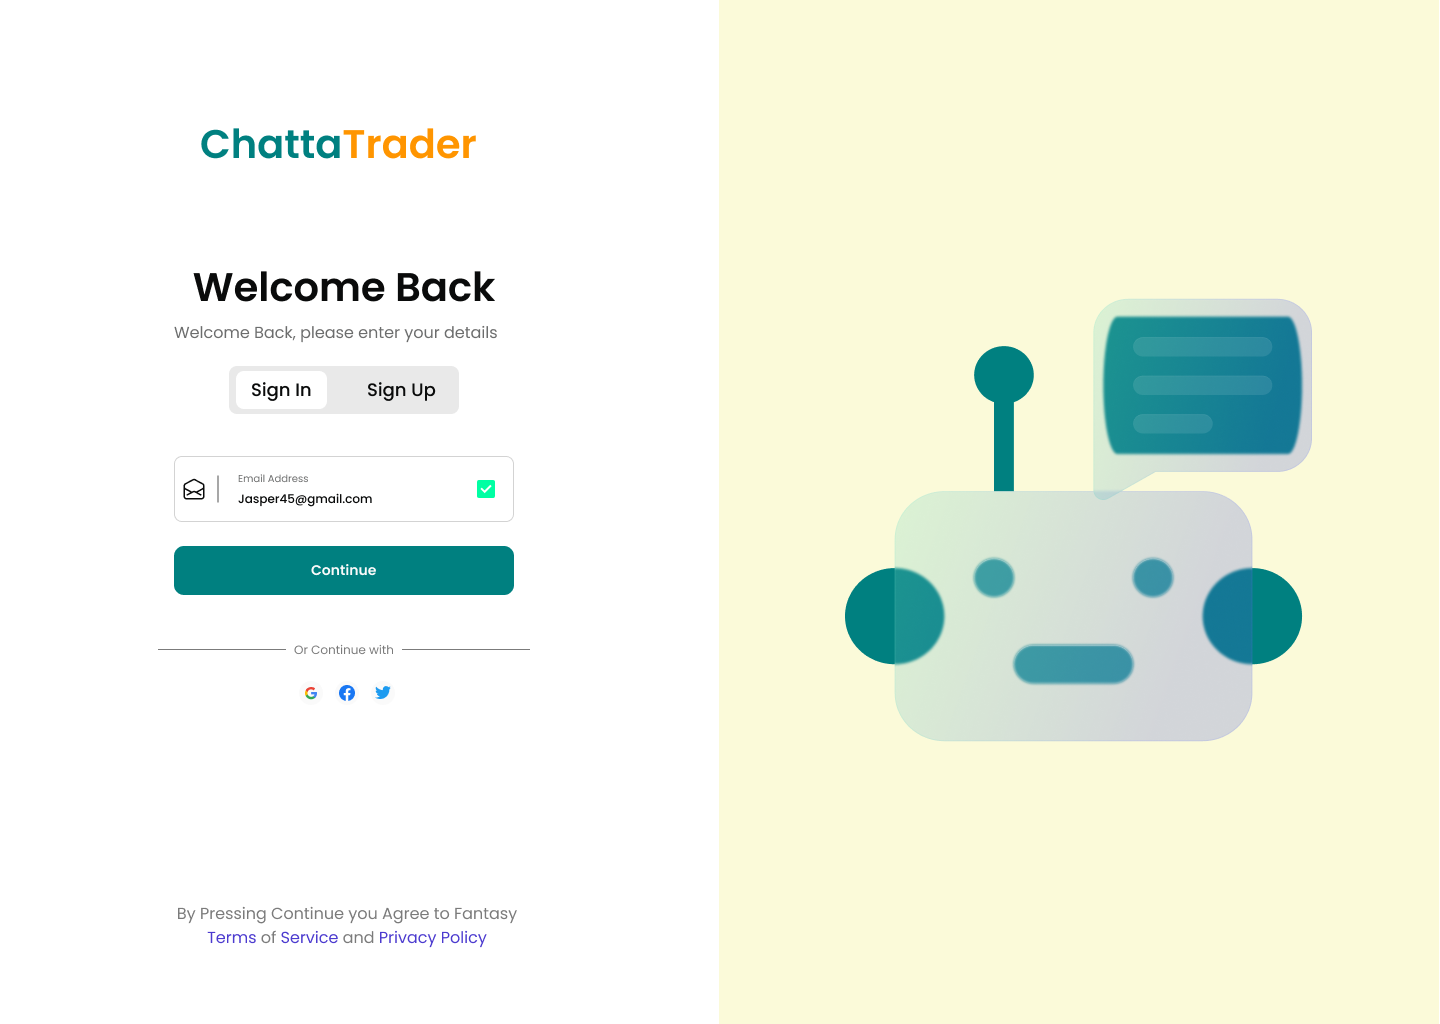 ChattaTrader
Welcome Back
Welcome Back, please enter your details
Sign In
Sign Up
Email Address
Jasper45@gmail.com
Continue
Or Continue with
By Pressing Continue you Agree to Fantasy
Terms of Service and Privacy Policy